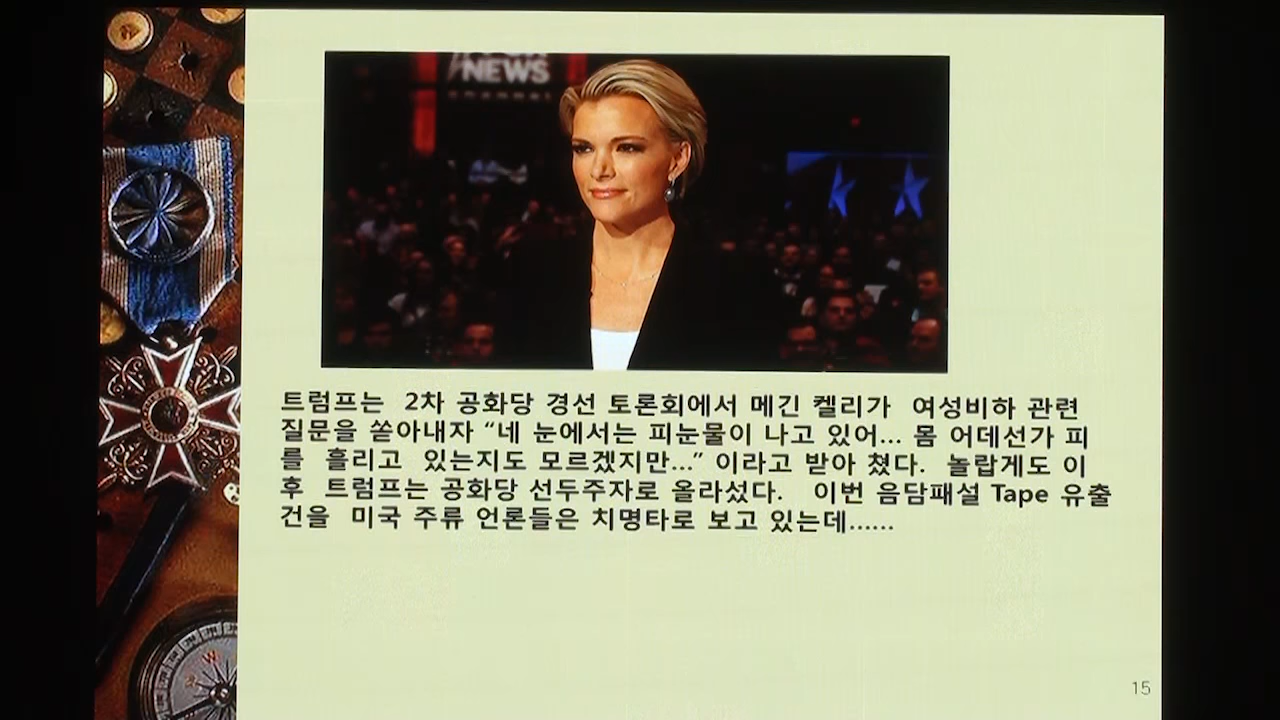 NEWS
CHANNEL
트럼프는 2차 공화당 경선 토론회에서 메긴 켈리가 여성비하 관련
질문을 쏟아내자 “네 눈에서는 피눈물이 나고 있어... 몸 어데선가 피
를 흘리고 있는지도 모르겠지만...” 이라고 받아 쳤다. 놀랍게도 이
후 트럼프는 공화당 선두주자로 올라섰다. 이번 음담패설 Tape 유출
건을 미국 주류 언론들은 치명타로 보고 있는데......
15